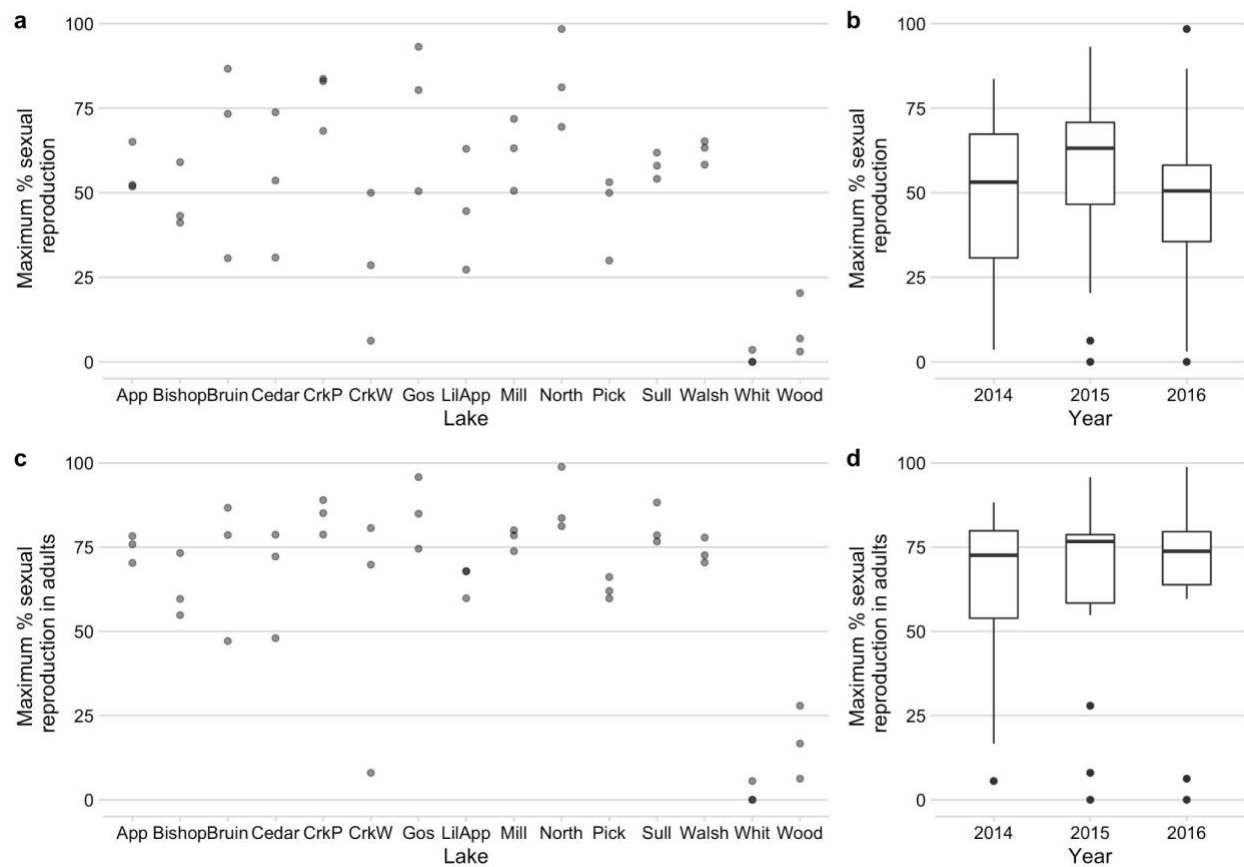 a
Maximum % sexual
reproduction
100
75
50
25
0
App Bishop Bruin Cedar CrkP CrkW Gos LilApp Mill North Pick Sull Walsh Whit Wood
Lake
b
Maximum % sexual
reproduction
100
75
50
25
0
2014 2015 2016
Year
c
Maximum % sexual
reproduction in adults
100
75
50
25
0
App Bishop Bruin Cedar CrkP CrkW Gos LilApp Mill North Pick Sull Walsh Whit Wood
Lake
d
Maximum % sexual
reproduction in adults
100
75
50
25
0
2014 2015 2016
Year